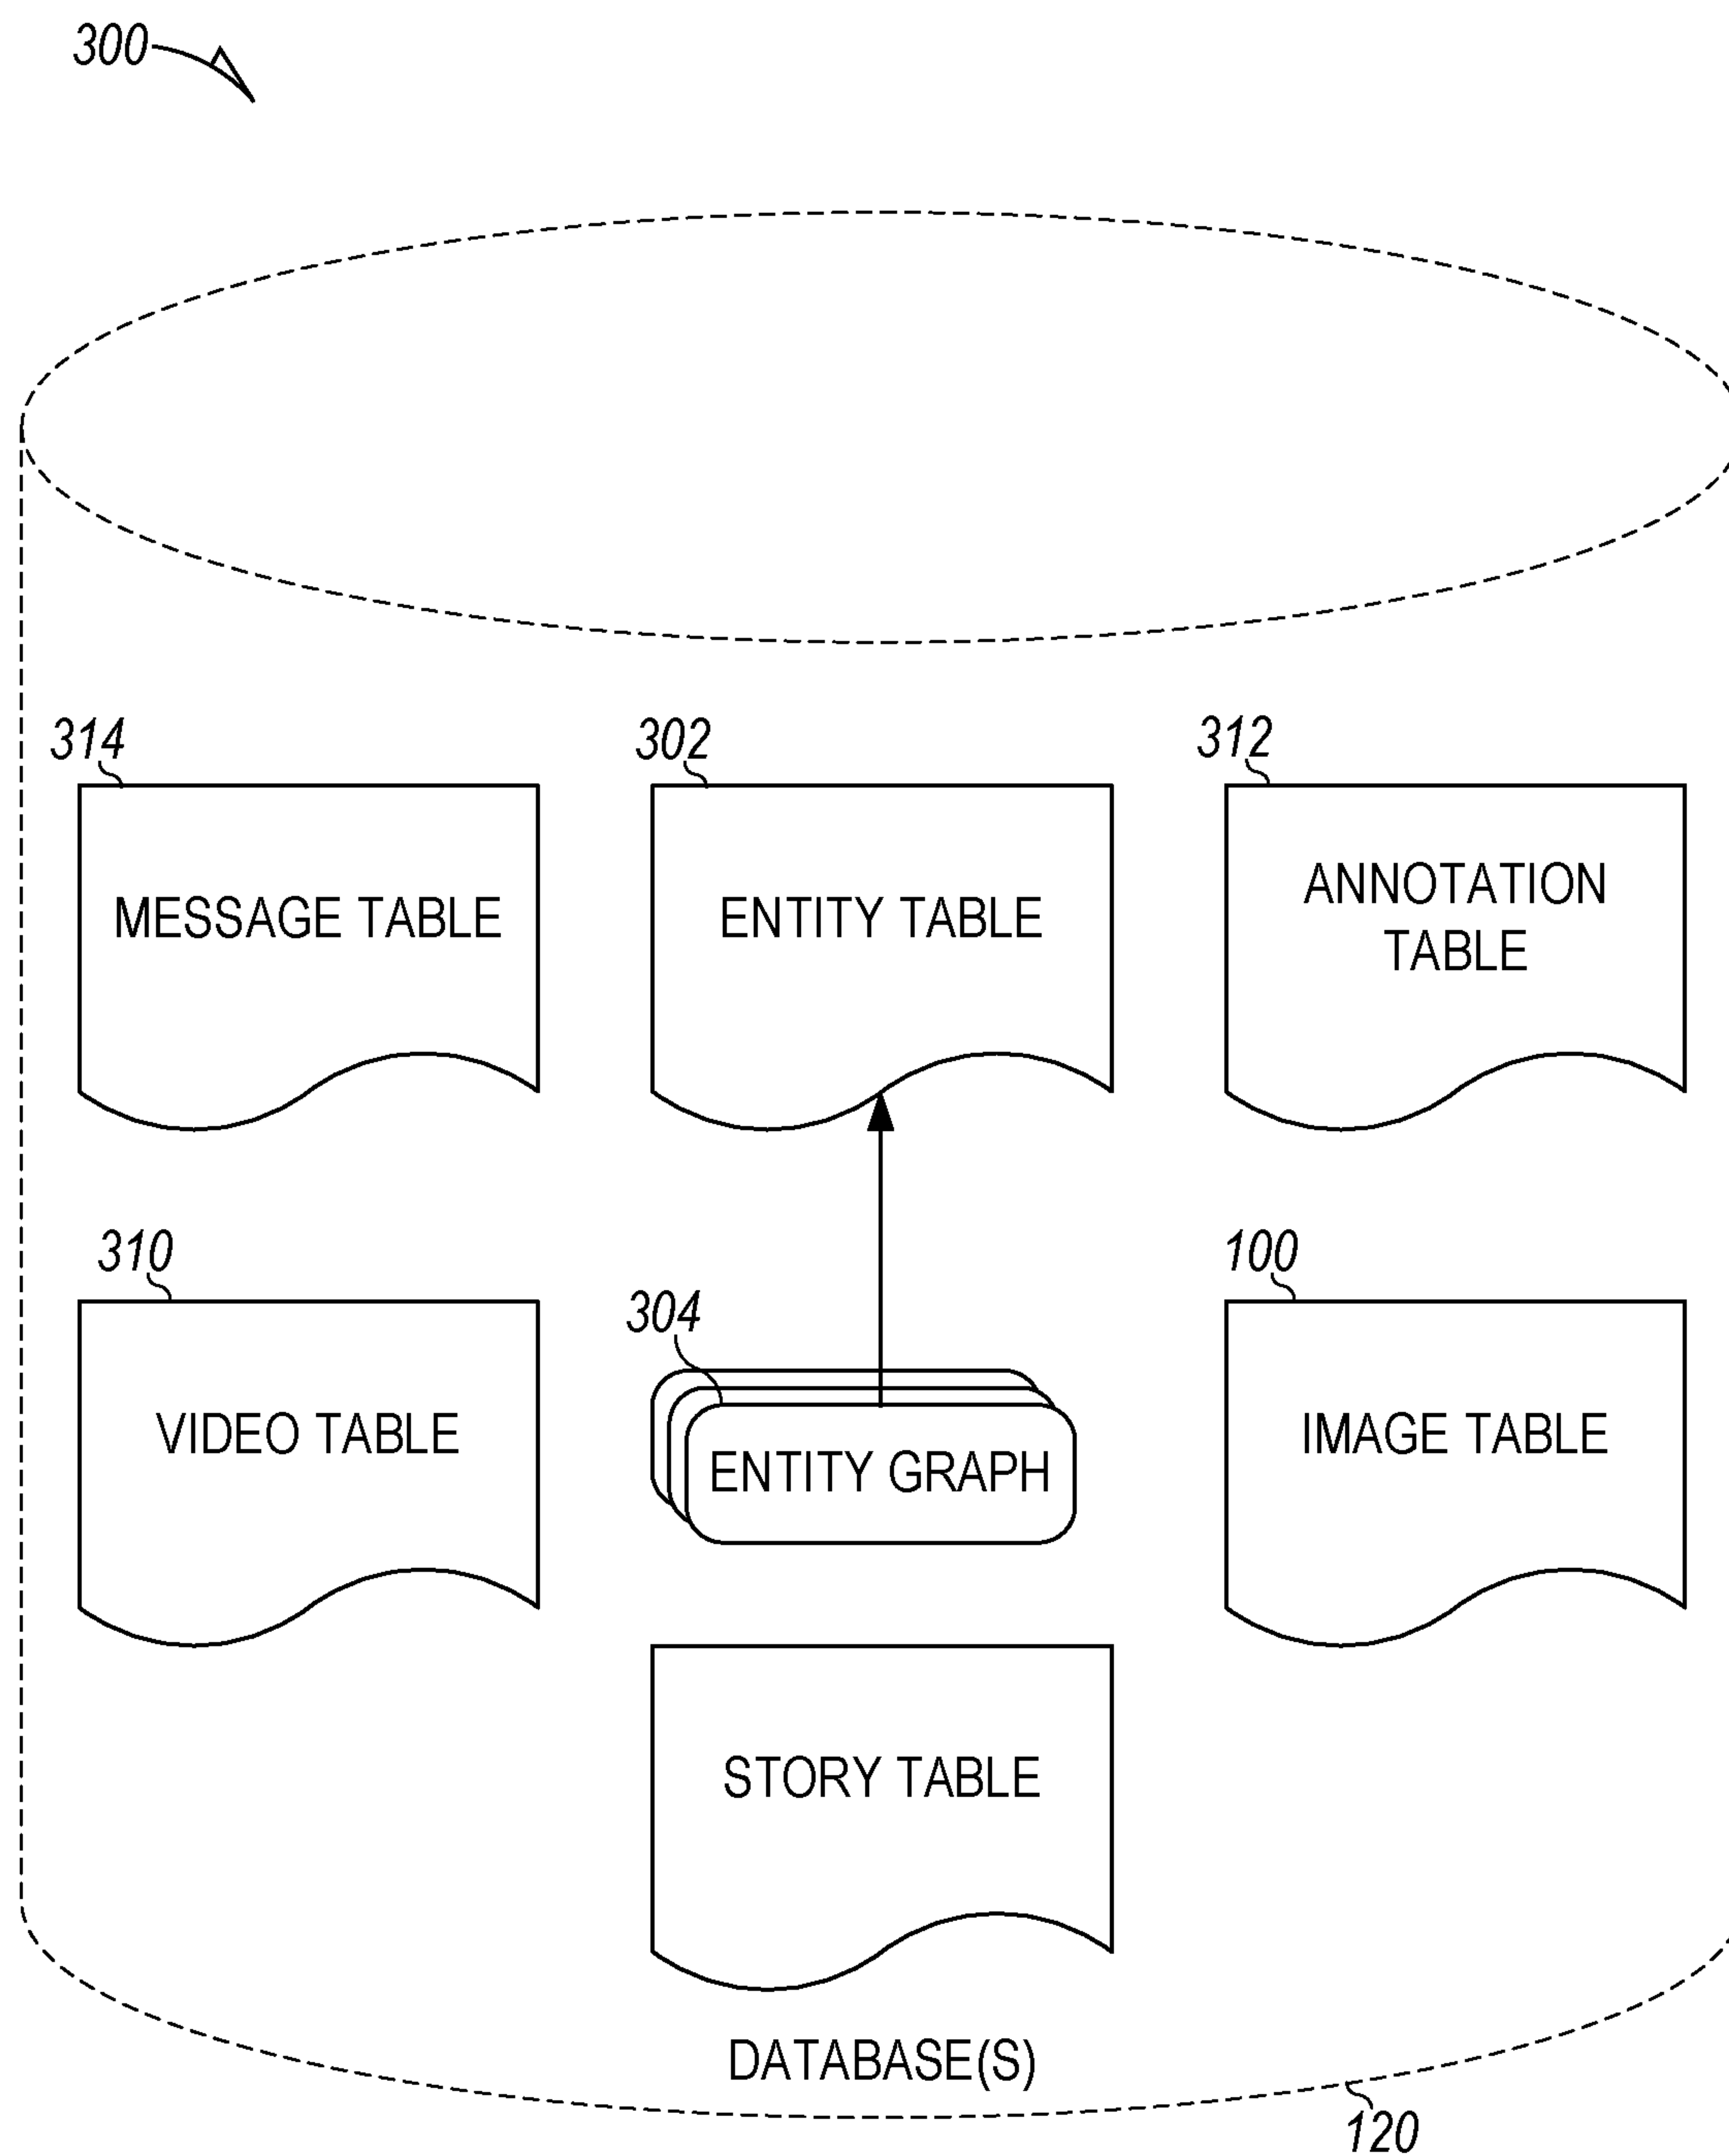 300
314
302
312
MESSAGE TABLE
ENTITY TABLE
ANNOTATION
TABLE
310
304
100
VIDEO TABLE
ENTITY GRAPH
IMAGE TABLE
STORY TABLE
DATABASE(S)
120